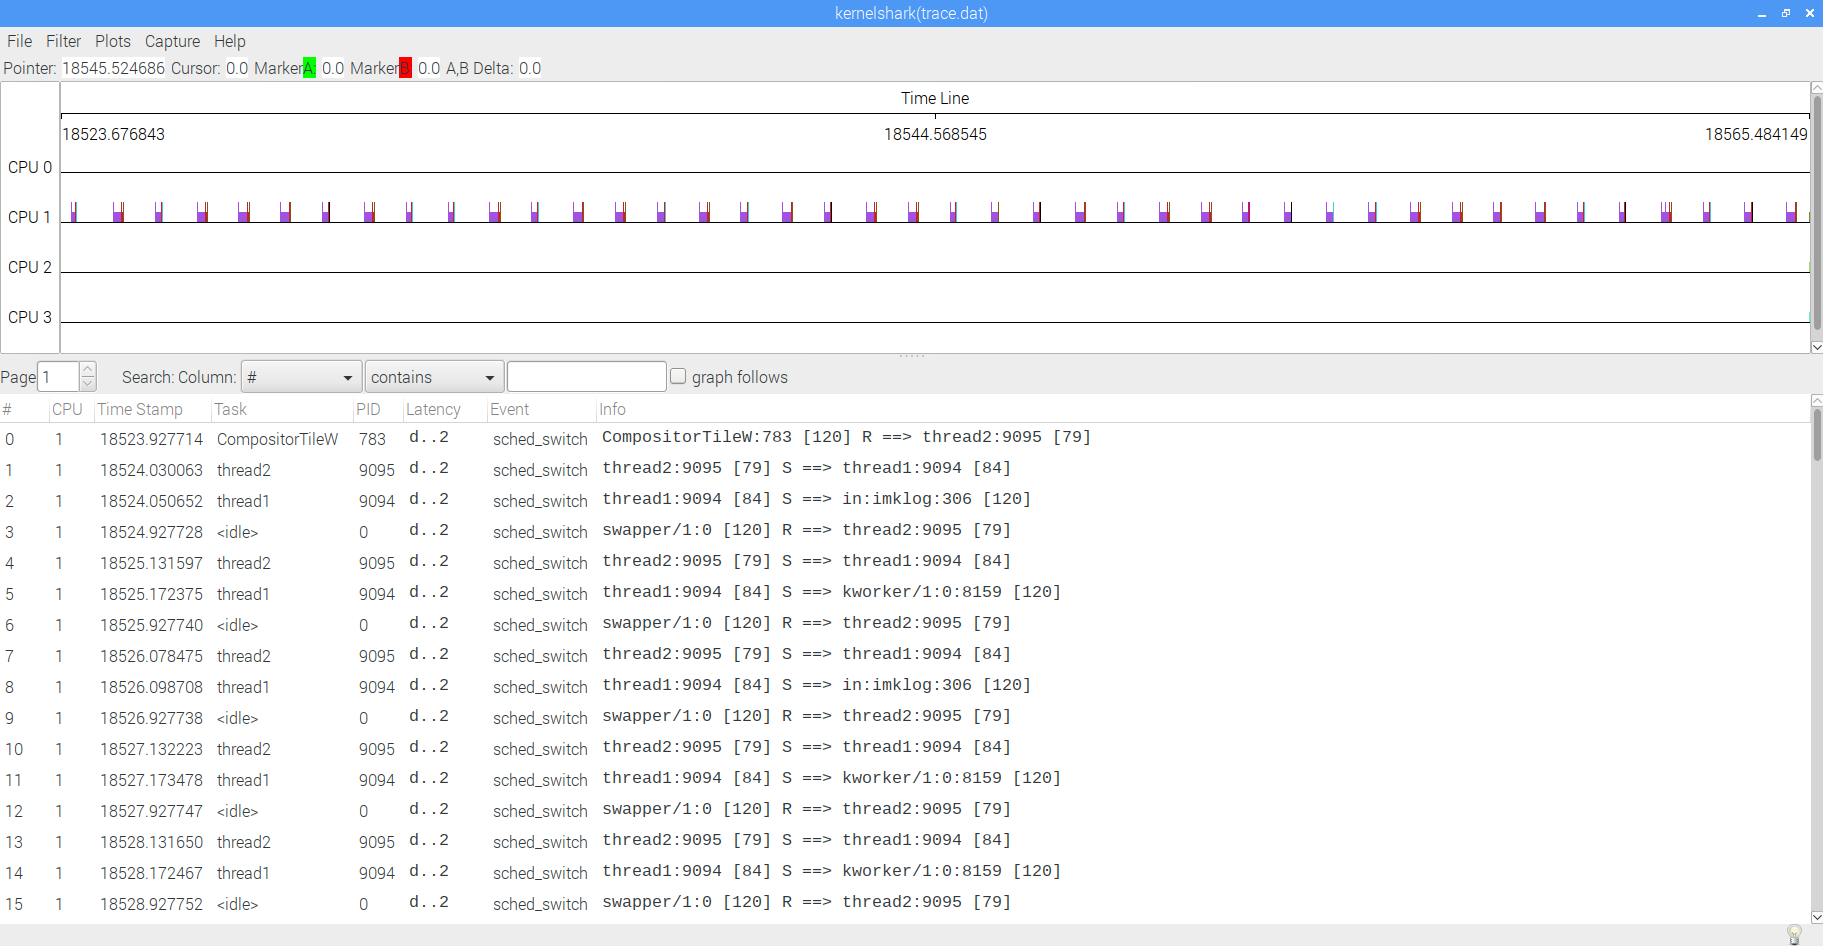 kernelshark(trace.dat)
File Filter Plots Capture Help
Pointer: 18545.524686 Cursor: 0.0 MarkerA: 0.0 MarkerB: 0.0 A,B Delta: 0.0
Time Line
18523.676843 18544.568545 18565.484149
CPU 0
CPU 1
CPU 2
CPU 3
Page 1 Search: Column: # contains graph follows
# CPU Time Stamp Task PID Latency Event Info
0 1 18523.927714 CompositorTileW 783 d..2 sched_switch CompositorTileW:783 [120] R ==> thread2:9095 [79]
1 1 18524.030063 thread2 9095 d..2 sched_switch thread2:9095 [79] S ==> thread1:9094 [84]
2 1 18524.050652 thread1 9094 d..2 sched_switch thread1:9094 [84] S ==> in:imklog:306 [120]
3 1 18524.927728 <idle> 0 d..2 sched_switch swapper/1:0 [120] R ==> thread2:9095 [79]
4 1 18525.131597 thread2 9095 d..2 sched_switch thread2:9095 [79] S ==> thread1:9094 [84]
5 1 18525.172375 thread1 9094 d..2 sched_switch thread1:9094 [84] S ==> kworker/1:0:8159 [120]
6 1 18525.927740 <idle> 0 d..2 sched_switch swapper/1:0 [120] R ==> thread2:9095 [79]
7 1 18526.078475 thread2 9095 d..2 sched_switch thread2:9095 [79] S ==> thread1:9094 [84]
8 1 18526.098708 thread1 9094 d..2 sched_switch thread1:9094 [84] S ==> in:imklog:306 [120]
9 1 18526.927738 <idle> 0 d..2 sched_switch swapper/1:0 [120] R ==> thread2:9095 [79]
10 1 18527.132223 thread2 9095 d..2 sched_switch thread2:9095 [79] S ==> thread1:9094 [84]
11 1 18527.173478 thread1 9094 d..2 sched_switch thread1:9094 [84] S ==> kworker/1:0:8159 [120]
12 1 18527.927747 <idle> 0 d..2 sched_switch swapper/1:0 [120] R ==> thread2:9095 [79]
13 1 18528.131650 thread2 9095 d..2 sched_switch thread2:9095 [79] S ==> thread1:9094 [84]
14 1 18528.172467 thread1 9094 d..2 sched_switch thread1:9094 [84] S ==> kworker/1:0:8159 [120]
15 1 18528.927752 <idle> 0 d..2 sched_switch swapper/1:0 [120] R ==> thread2:9095 [79]